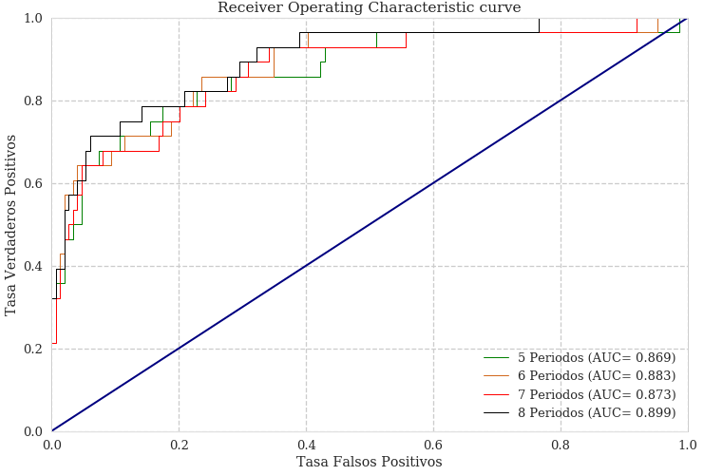 Receiver Operating Characteristic curve
Tasa Verdaderos Positivos
1.0
0.8
0.6
0.4
0.2
0.0
5 Periodos (AUC= 0.869)
6 Periodos (AUC= 0.883)
7 Periodos (AUC= 0.873)
8 Periodos (AUC= 0.899)
0.0 0.2 0.4 0.6 0.8 1.0
Tasa Falsos Positivos